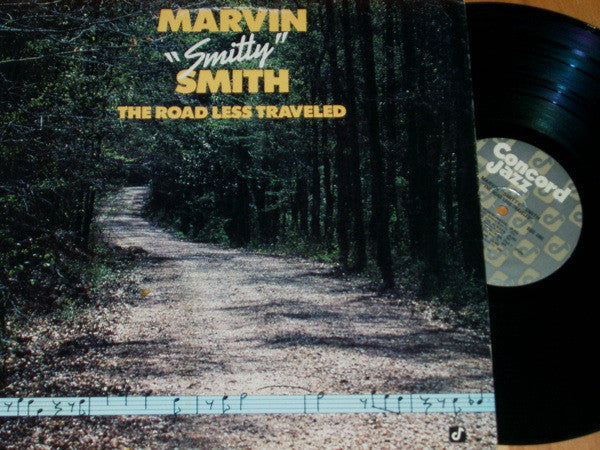 MARVIN
"Smitty"
SMITH
THE ROAD LESS TRAVELED
Concord
Jazz